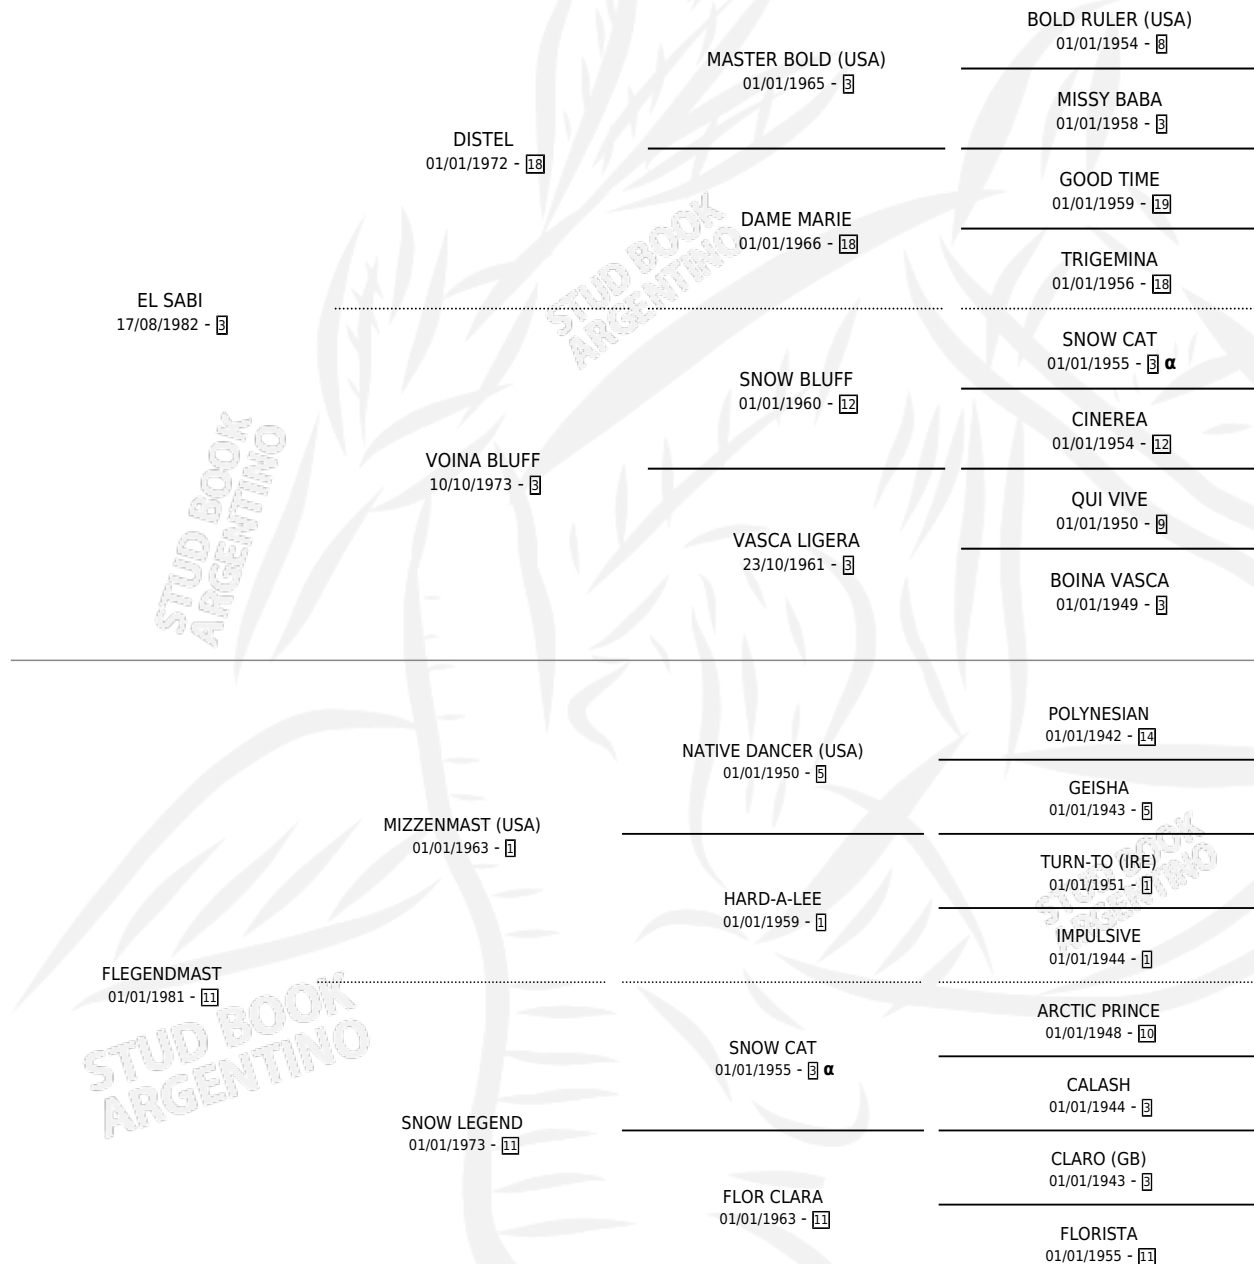 BOLD RULER (USA)
01/01/1954 - 8
MASTER BOLD (USA)
01/01/1965 - 3
MISSY BABA
01/01/1958 - 3
DISTEL
01/01/1972 - 18
GOOD TIME
01/01/1959 - 19
DAME MARIE
01/01/1966 - 18
TRIGEMINA
01/01/1956 - 18
STUD BOOK
ARGENTINO
EL SABI
17/08/1982 - 3
SNOW CAT
01/01/1955 - 3 α
SNOW BLUFF
01/01/1960 - 12
CINEREA
01/01/1954 - 12
VOINA BLUFF
10/10/1973 - 3
QUI VIVE
01/01/1950 - 9
VASCA LIGERA
23/10/1961 - 3
BOINA VASCA
01/01/1949 - 3
STUD BOOK
ARGENTINO
POLYNESIAN
01/01/1942 - 14
NATIVE DANCER (USA)
01/01/1950 - 5
GEISHA
01/01/1943 - 5
MIZZENMAST (USA)
01/01/1963 - 1
TURN-TO (IRE)
01/01/1951 - 1
HARD-A-LEE
01/01/1959 - 1
IMPULSIVE
01/01/1944 - 1
STUD BOOK
ARGENTINO
FLEGENDMAST
01/01/1981 - 11
ARCTIC PRINCE
01/01/1948 - 10
SNOW CAT
01/01/1955 - 3 α
CALASH
01/01/1944 - 3
SNOW LEGEND
01/01/1973 - 11
CLARO (GB)
01/01/1943 - 3
FLOR CLARA
01/01/1963 - 11
FLORISTA
01/01/1955 - 11
STUD BOOK
ARGENTINO